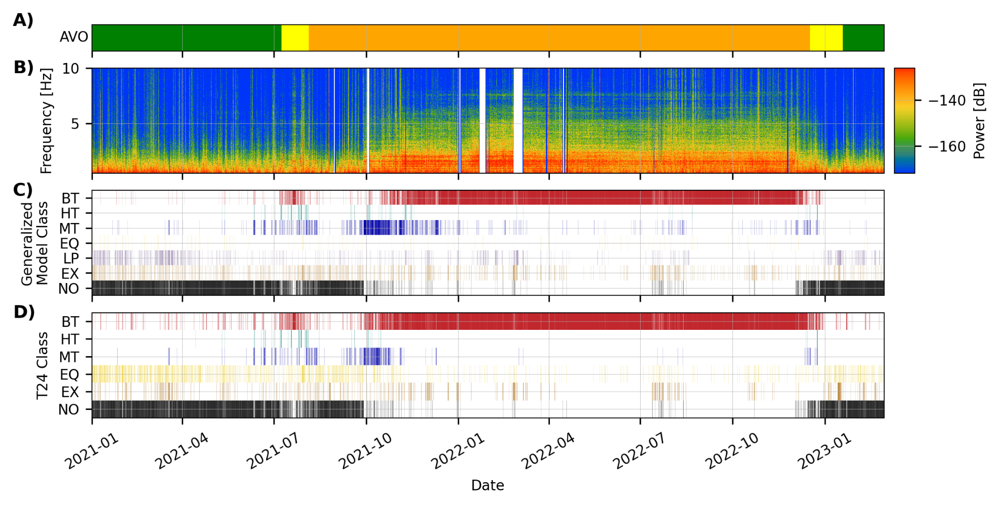 A)
AVO
B)
10
5
Frequency [Hz]
−140
−160
Power [dB]
C)
Generalized
Model Class
BT
HT
MT
EQ
LP
EX
NO
D)
T24 Class
BT
HT
MT
EQ
EX
NO
2021-01
2021-04
2021-07
2021-10
2022-01
2022-04
2022-07
2022-10
2023-01
Date